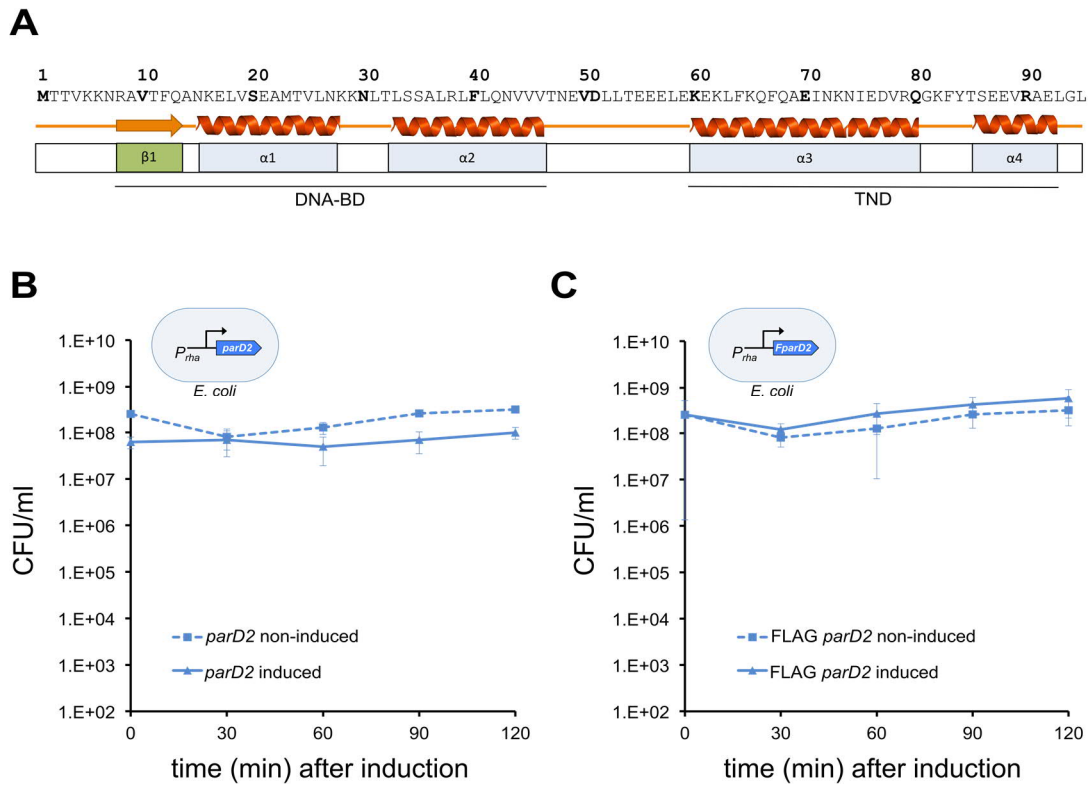 A
1 10 20 30 40 50 60 70 80 90
MTTVKKNRAVTFQANKELVSEAMTVLNKKNLTLSSALRLFLQNVVVTNEVDLLTEEELEKEKLFKQFQAEINKNIEDVRQGKFYTSEEVRAELGL
β1 α1 α2 α3 α4
DNA-BD TND
B
Prha parD2
E. coli
1.E+10
1.E+09
1.E+08
1.E+07
1.E+06
1.E+05
1.E+04
1.E+03
1.E+02
CFU/ml
parD2 non-induced
parD2 induced
0 30 60 90 120
time (min) after induction
C
Prha FparD2
E. coli
1.E+10
1.E+09
1.E+08
1.E+07
1.E+06
1.E+05
1.E+04
1.E+03
1.E+02
CFU/ml
FLAG parD2 non-induced
FLAG parD2 induced
0 30 60 90 120
time (min) after induction